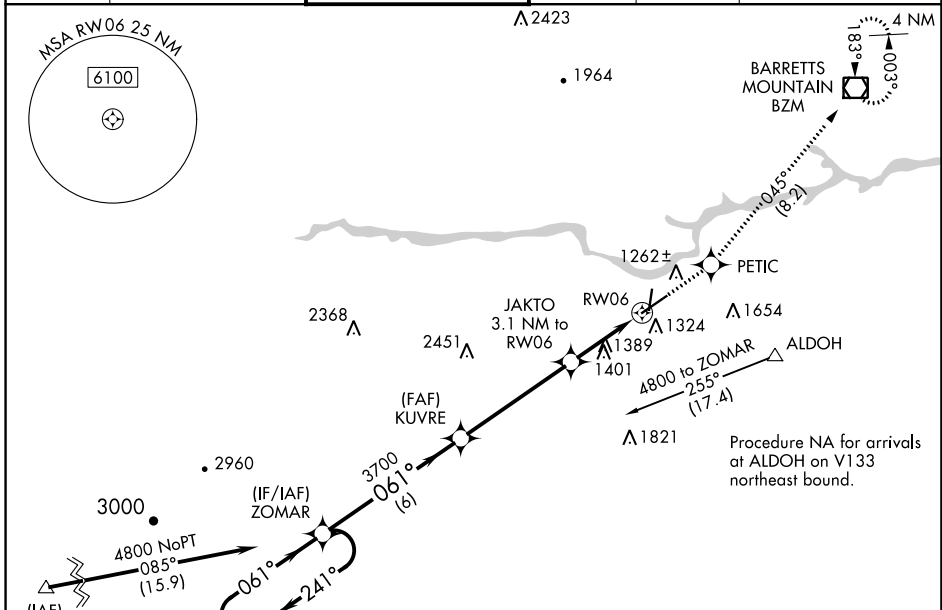 MSA RW06 25 NM
6100
2423
1964
4 NM
183°
003°
BARRETTS
MOUNTAIN
BZM
045°
(8.2)
1262±
PETIC
RW06
JAKTO
3.1 NM to
RW06
2368
2451
1324
1654
1389
1401
ALDOH
4800 to ZOMAR
255°
(17.4)
(FAF)
KUVRE
1821
Procedure NA for arrivals
at ALDOH on V133
northeast bound.
3700
061°
(6)
2960
(IF/IAF)
ZOMAR
3000
4800 NoPT
085°
(15.9)
061°
241°
(IAF)